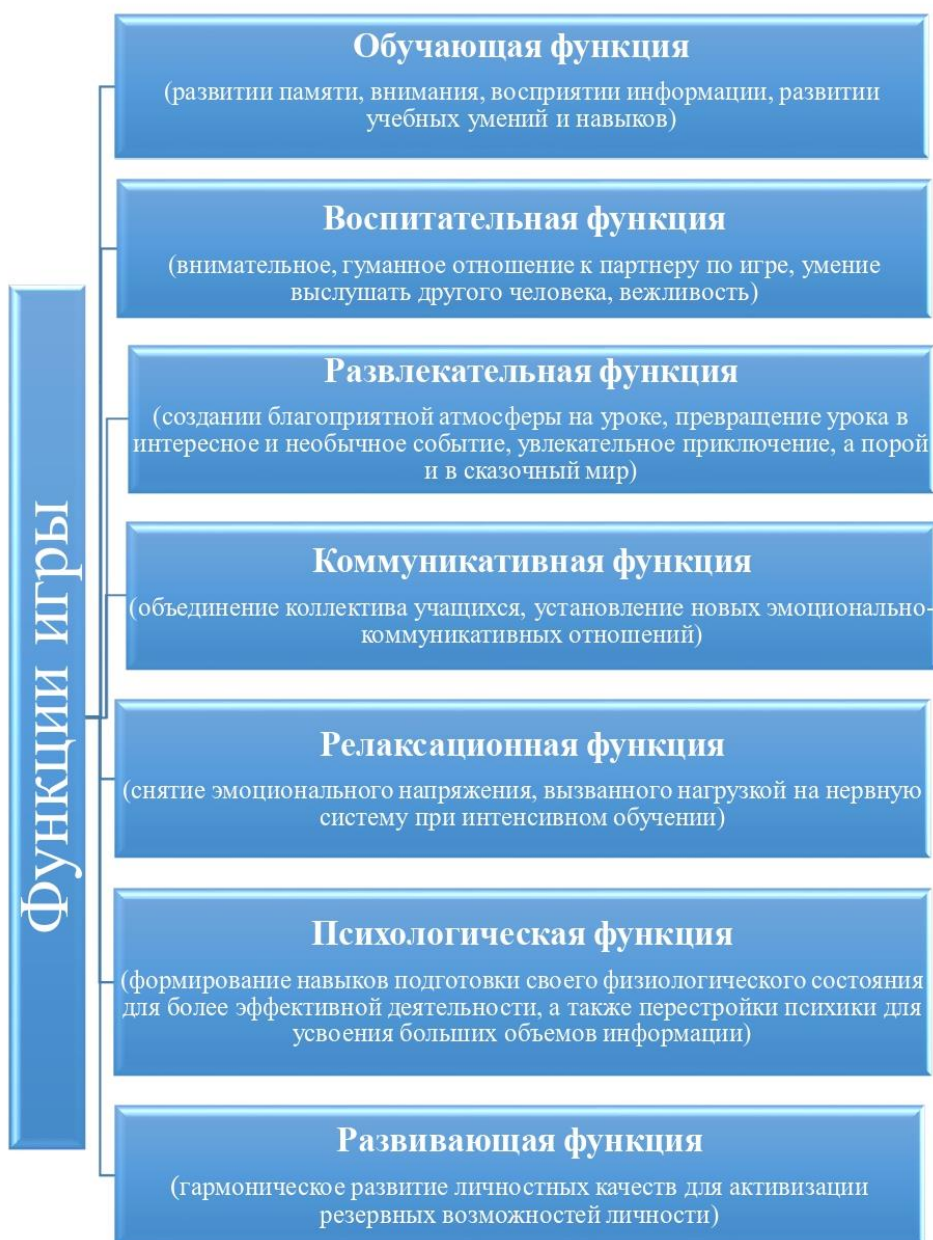 Функции игры
Обучающая функция
(развитии памяти, внимания, восприятии информации, развитии
учебных умений и навыков)
Воспитательная функция
(внимательное, гуманное отношение к партнеру по игре, умение
выслушать другого человека, вежливость)
Развлекательная функция
(создании благоприятной атмосферы на уроке, превращение урока в
интересное и необычное событие, увлекательное приключение, а порой
и в сказочный мир)
Коммуникативная функция
(объединение коллектива учащихся, установление новых эмоционально-
коммуникативных отношений)
Релаксационная функция
(снятие эмоционального напряжения, вызванного нагрузкой на нервную
систему при интенсивном обучении)
Психологическая функция
(формирование навыков подготовки своего физиологического состояния
для более эффективной деятельности, а также перестройки психики для
усвоения больших объемов информации)
Развивающая функция
(гармоническое развитие личностных качеств для активизации
резервных возможностей личности)